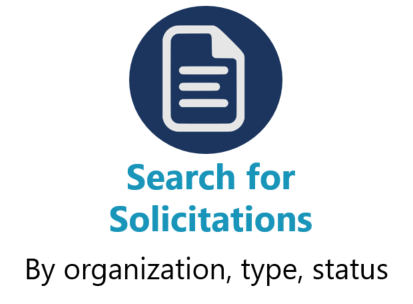 Search for
Solicitations
By organization, type, status